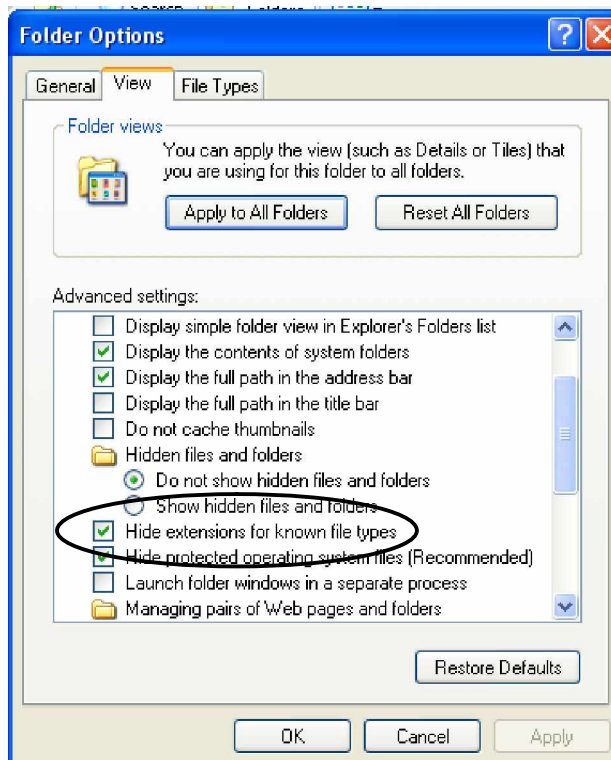 Search Folders
Folder Options
General View File Types
Folder views
You can apply the view (such as Details or Tiles) that
you are using for this folder to all folders.
Apply to All Folders Reset All Folders
Advanced settings:
Display simple folder view in Explorer's Folders list
Display the contents of system folders
Display the full path in the address bar
Display the full path in the title bar
Do not cache thumbnails
Hidden files and folders
Do not show hidden files and folders
Show hidden files and folders
Hide extensions for known file types
Hide protected operating system files (Recommended)
Launch folder windows in a separate process
Managing pairs of Web pages and folders
Restore Defaults
OK Cancel Apply